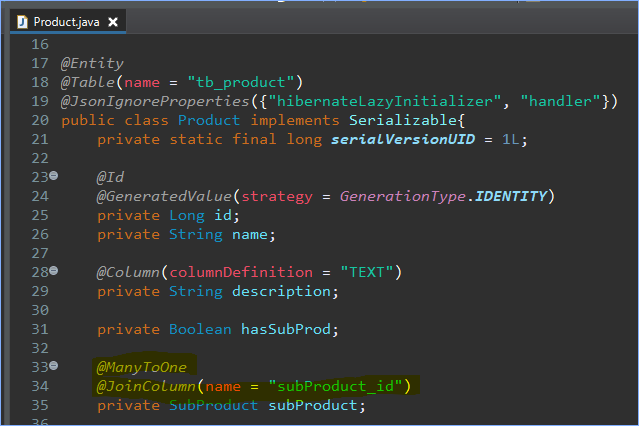 Product.java
16
17 @Entity
18 @Table(name = "tb_product")
19 @JsonIgnoreProperties({"hibernateLazyInitializer", "handler"})
20 public class Product implements Serializable{
21 private static final long serialVersionUID = 1L;
22
23 @Id
24 @GeneratedValue(strategy = GenerationType.IDENTITY)
25 private Long id;
26 private String name;
27
28 @Column(columnDefinition = "TEXT")
29 private String description;
30
31 private Boolean hasSubProd;
32
33 @ManyToOne
34 @JoinColumn(name = "subProduct_id")
35 private SubProduct subProduct;
36